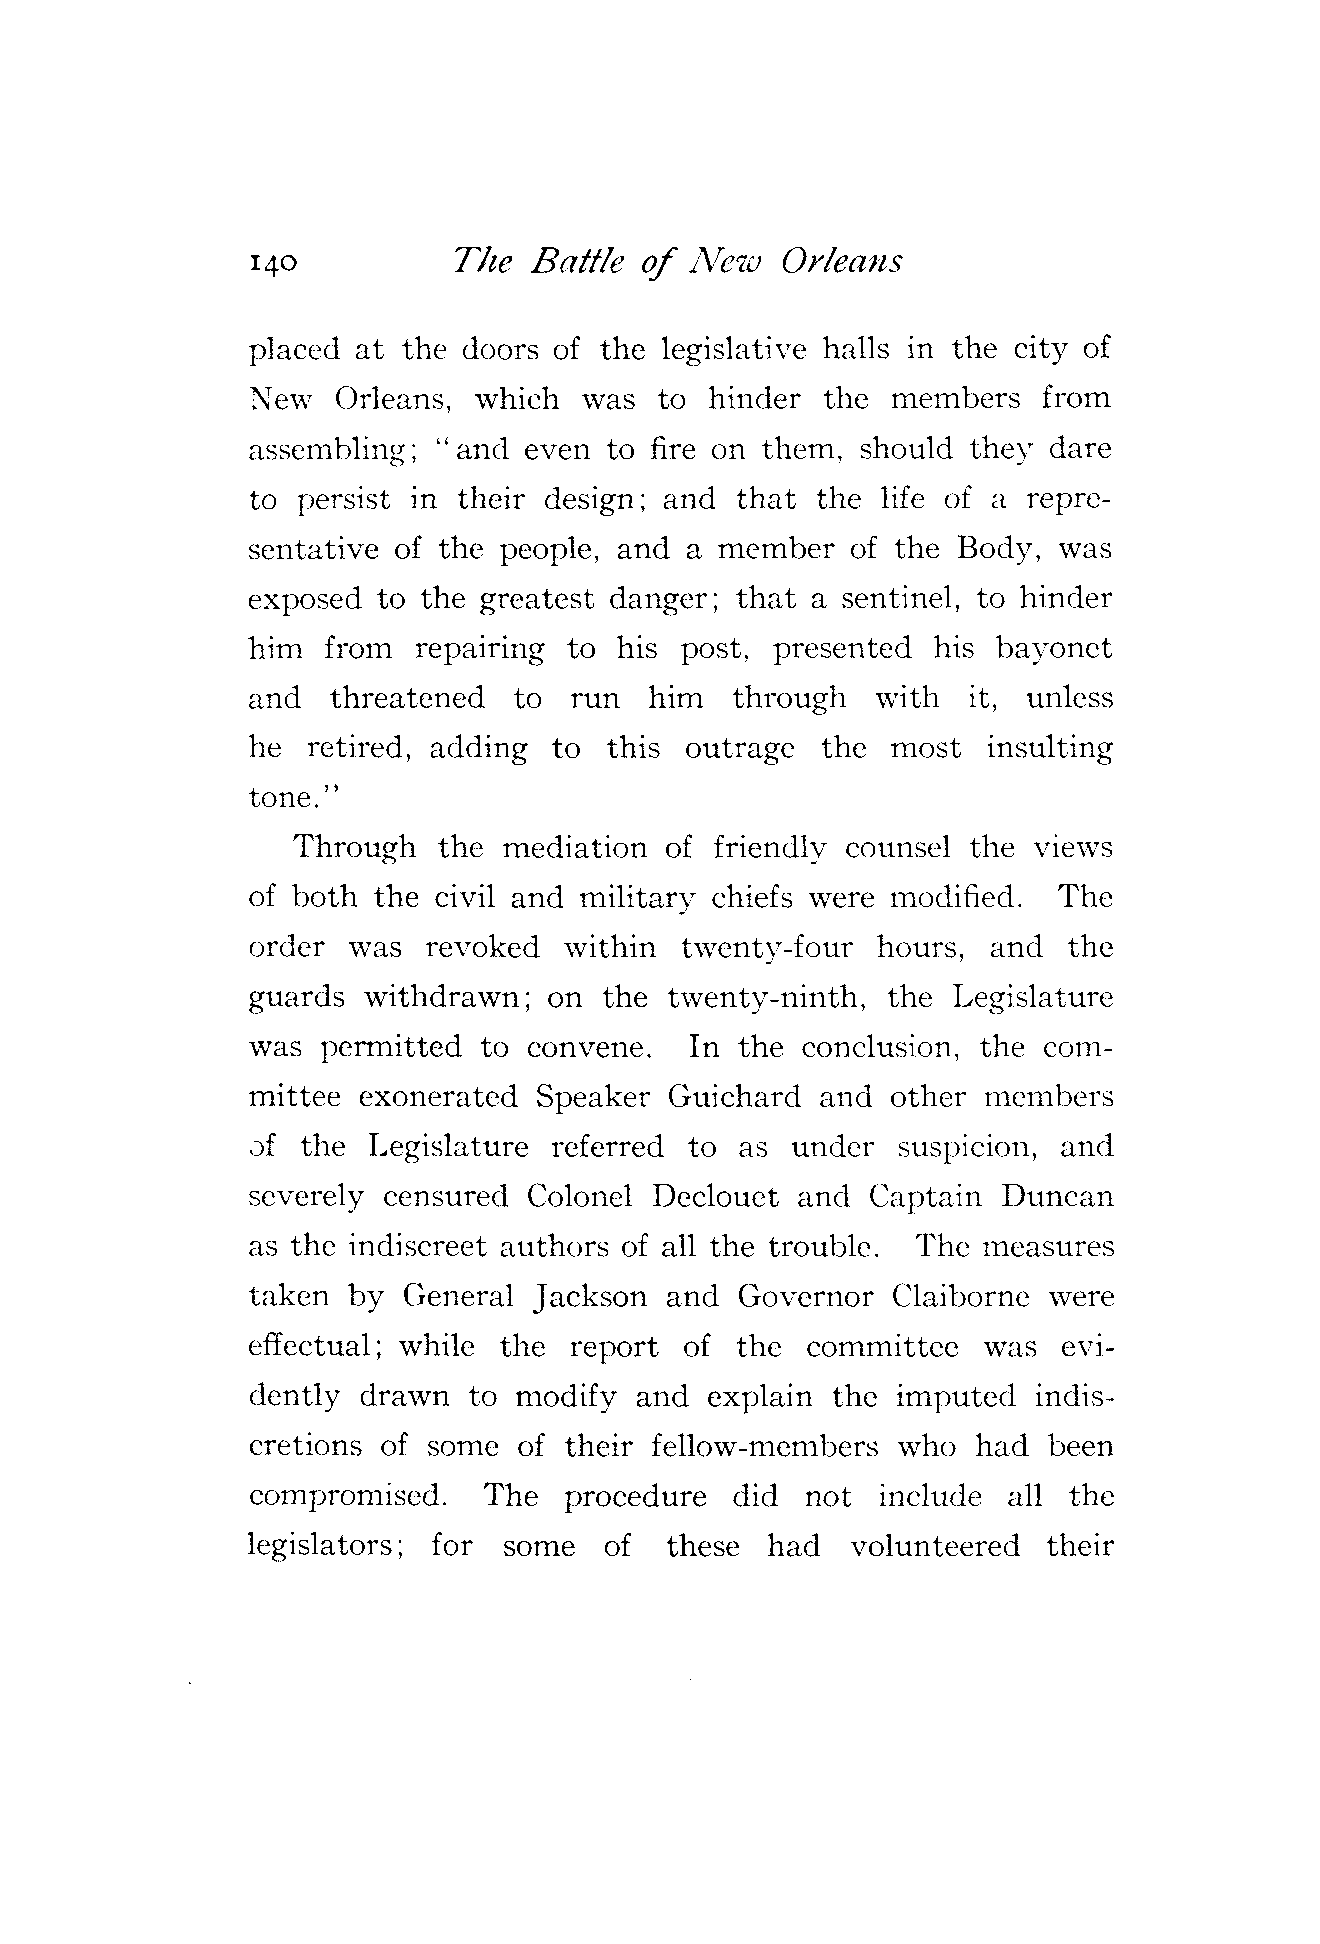 140 The Battle of New Orleans
placed at the doors of the legislative halls in the city of
New Orleans, which was to hinder the members from
assembling; "and even to fire on them, should they dare
to persist in their design; and that the life of a repre-
sentative of the people, and a member of the Body, was
exposed to the greatest danger; that a sentinel, to hinder
him from repairing to his post, presented his bayonet
and threatened to run him through with it, unless
he retired, adding to this outrage the most insulting
tone."
Through the mediation of friendly counsel the views
of both the civil and military chiefs were modified. The
order was revoked within twenty-four hours, and the
guards withdrawn; on the twenty-ninth, the Legislature
was permitted to convene. In the conclusion, the com-
mittee exonerated Speaker Guichard and other members
of the Legislature referred to as under suspicion, and
severely censured Colonel Declouet and Captain Duncan
as the indiscreet authors of all the trouble. The measures
taken by General Jackson and Governor Claiborne were
effectual; while the report of the committee was evi-
dently drawn to modify and explain the imputed indis-
cretions of some of their fellow-members who had been
compromised. The procedure did not include all the
legislators; for some of these had volunteered their